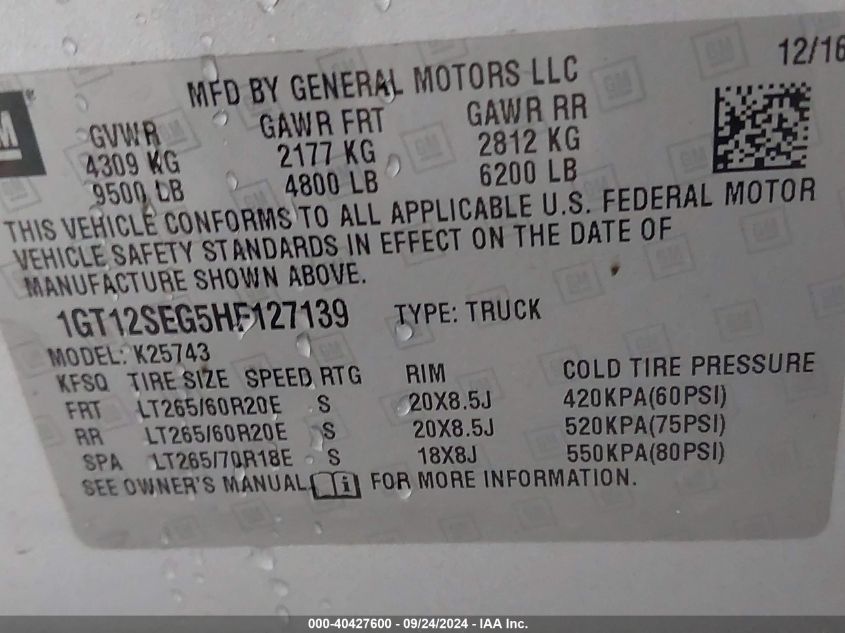 12/16
MFD BY GENERAL MOTORS LLC
GVWR GAWR FRT GAWR RR
4309 KG 2177 KG 2812 KG
9500 LB 4800 LB 6200 LB
THIS VEHICLE CONFORMS TO ALL APPLICABLE U.S. FEDERAL MOTOR
VEHICLE SAFETY STANDARDS IN EFFECT ON THE DATE OF
MANUFACTURE SHOWN ABOVE.
1GT12SEG5HF127139 TYPE: TRUCK
MODEL: K25743
KFSQ TIRE SIZE SPEED RTG RIM COLD TIRE PRESSURE
FRT LT265/60R20E S 20X8.5J 420KPA(60PSI)
RR LT265/60R20E S 20X8.5J 520KPA(75PSI)
SPA LT265/70R18E S 18X8J 550KPA(80PSI)
SEE OWNER'S MANUAL FOR MORE INFORMATION.
000-40427600 - 09/24/2024 - IAA Inc.